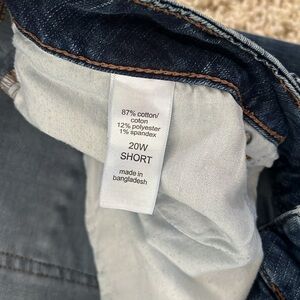 87% cotton/
coton
12% polyester
1% spandex
20W
SHORT
made in
bangladesh